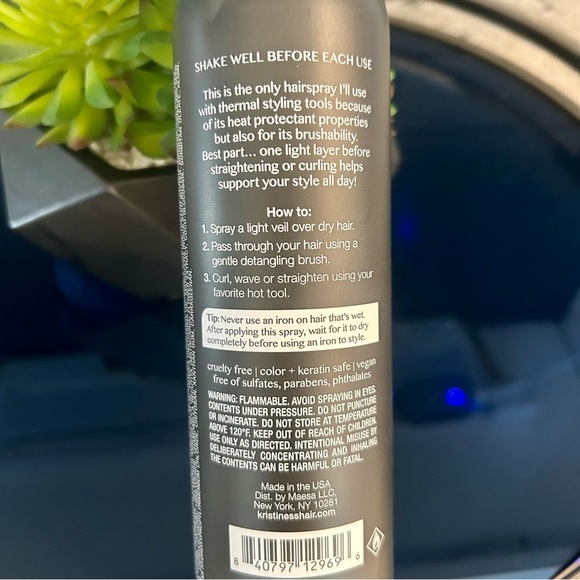 SHAKE WELL BEFORE EACH USE
This is the only hairspray I'll use
with thermal styling tools because
of its heat protectant properties
but also for its brushability.
Best part... one light layer before
straightening or curling helps
support your style all day!
How to:
1. Spray a light veil over dry hair.
2. Pass through your hair using a
gentle detangling brush.
3. Curl, wave or straighten using your
favorite hot tool.
Tip: Never use an iron on hair that's wet.
After applying this spray, wait for it to dry
completely before using an iron to style.
cruelty free | color + keratin safe | vegan
free of sulfates, parabens, phthalates
WARNING: FLAMMABLE. AVOID SPRAYING IN EYES.
CONTENTS UNDER PRESSURE. DO NOT PUNCTURE
OR INCINERATE. DO NOT STORE AT TEMPERATURE
ABOVE 120°F. KEEP OUT OF REACH OF CHILDREN.
USE ONLY AS DIRECTED. INTENTIONAL MISUSE BY
DELIBERATELY CONCENTRATING AND INHALING
THE CONTENTS CAN BE HARMFUL OR FATAL.
Made in the USA
Dist. by Maesa LLC,
New York, NY 10281
kristinesshair.com
8 40797 12969 6